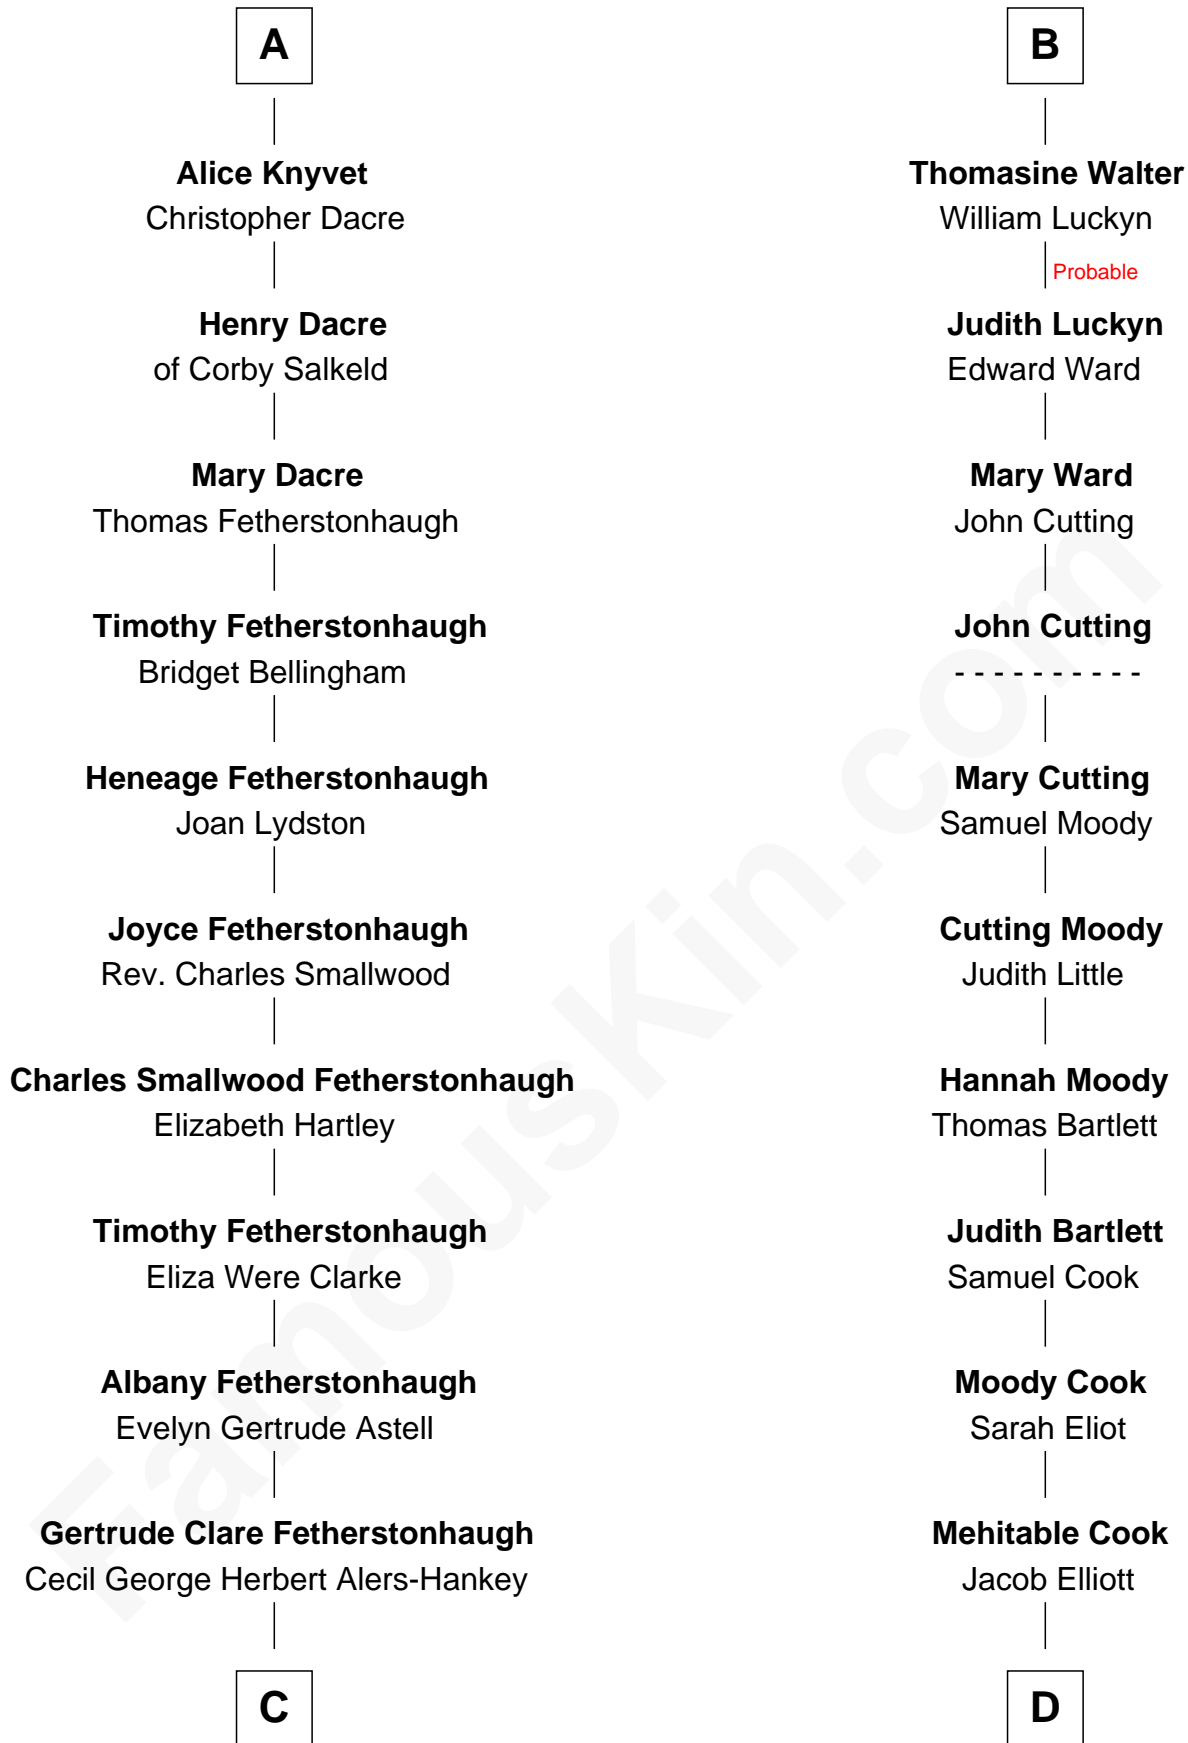 A
Alice Knyvet
Christopher Dacre
Henry Dacre
of Corby Salkeld
Mary Dacre
Thomas Fetherstonhaugh
Timothy Fetherstonhaugh
Bridget Bellingham
Heneage Fetherstonhaugh
Joan Lydston
Joyce Fetherstonhaugh
Rev. Charles Smallwood
Charles Smallwood Fetherstonhaugh
Elizabeth Hartley
Timothy Fetherstonhaugh
Eliza Were Clarke
Albany Fetherstonhaugh
Evelyn Gertrude Astell
Gertrude Clare Fetherstonhaugh
Cecil George Herbert Alers-Hankey
C
B
Thomasine Walter
William Luckyn
Probable
Judith Luckyn
Edward Ward
Mary Ward
John Cutting
John Cutting
- - - - - - - - - -
Mary Cutting
Samuel Moody
Cutting Moody
Judith Little
Hannah Moody
Thomas Bartlett
Judith Bartlett
Samuel Cook
Moody Cook
Sarah Eliot
Mehitable Cook
Jacob Elliott
D
FamousKin.com